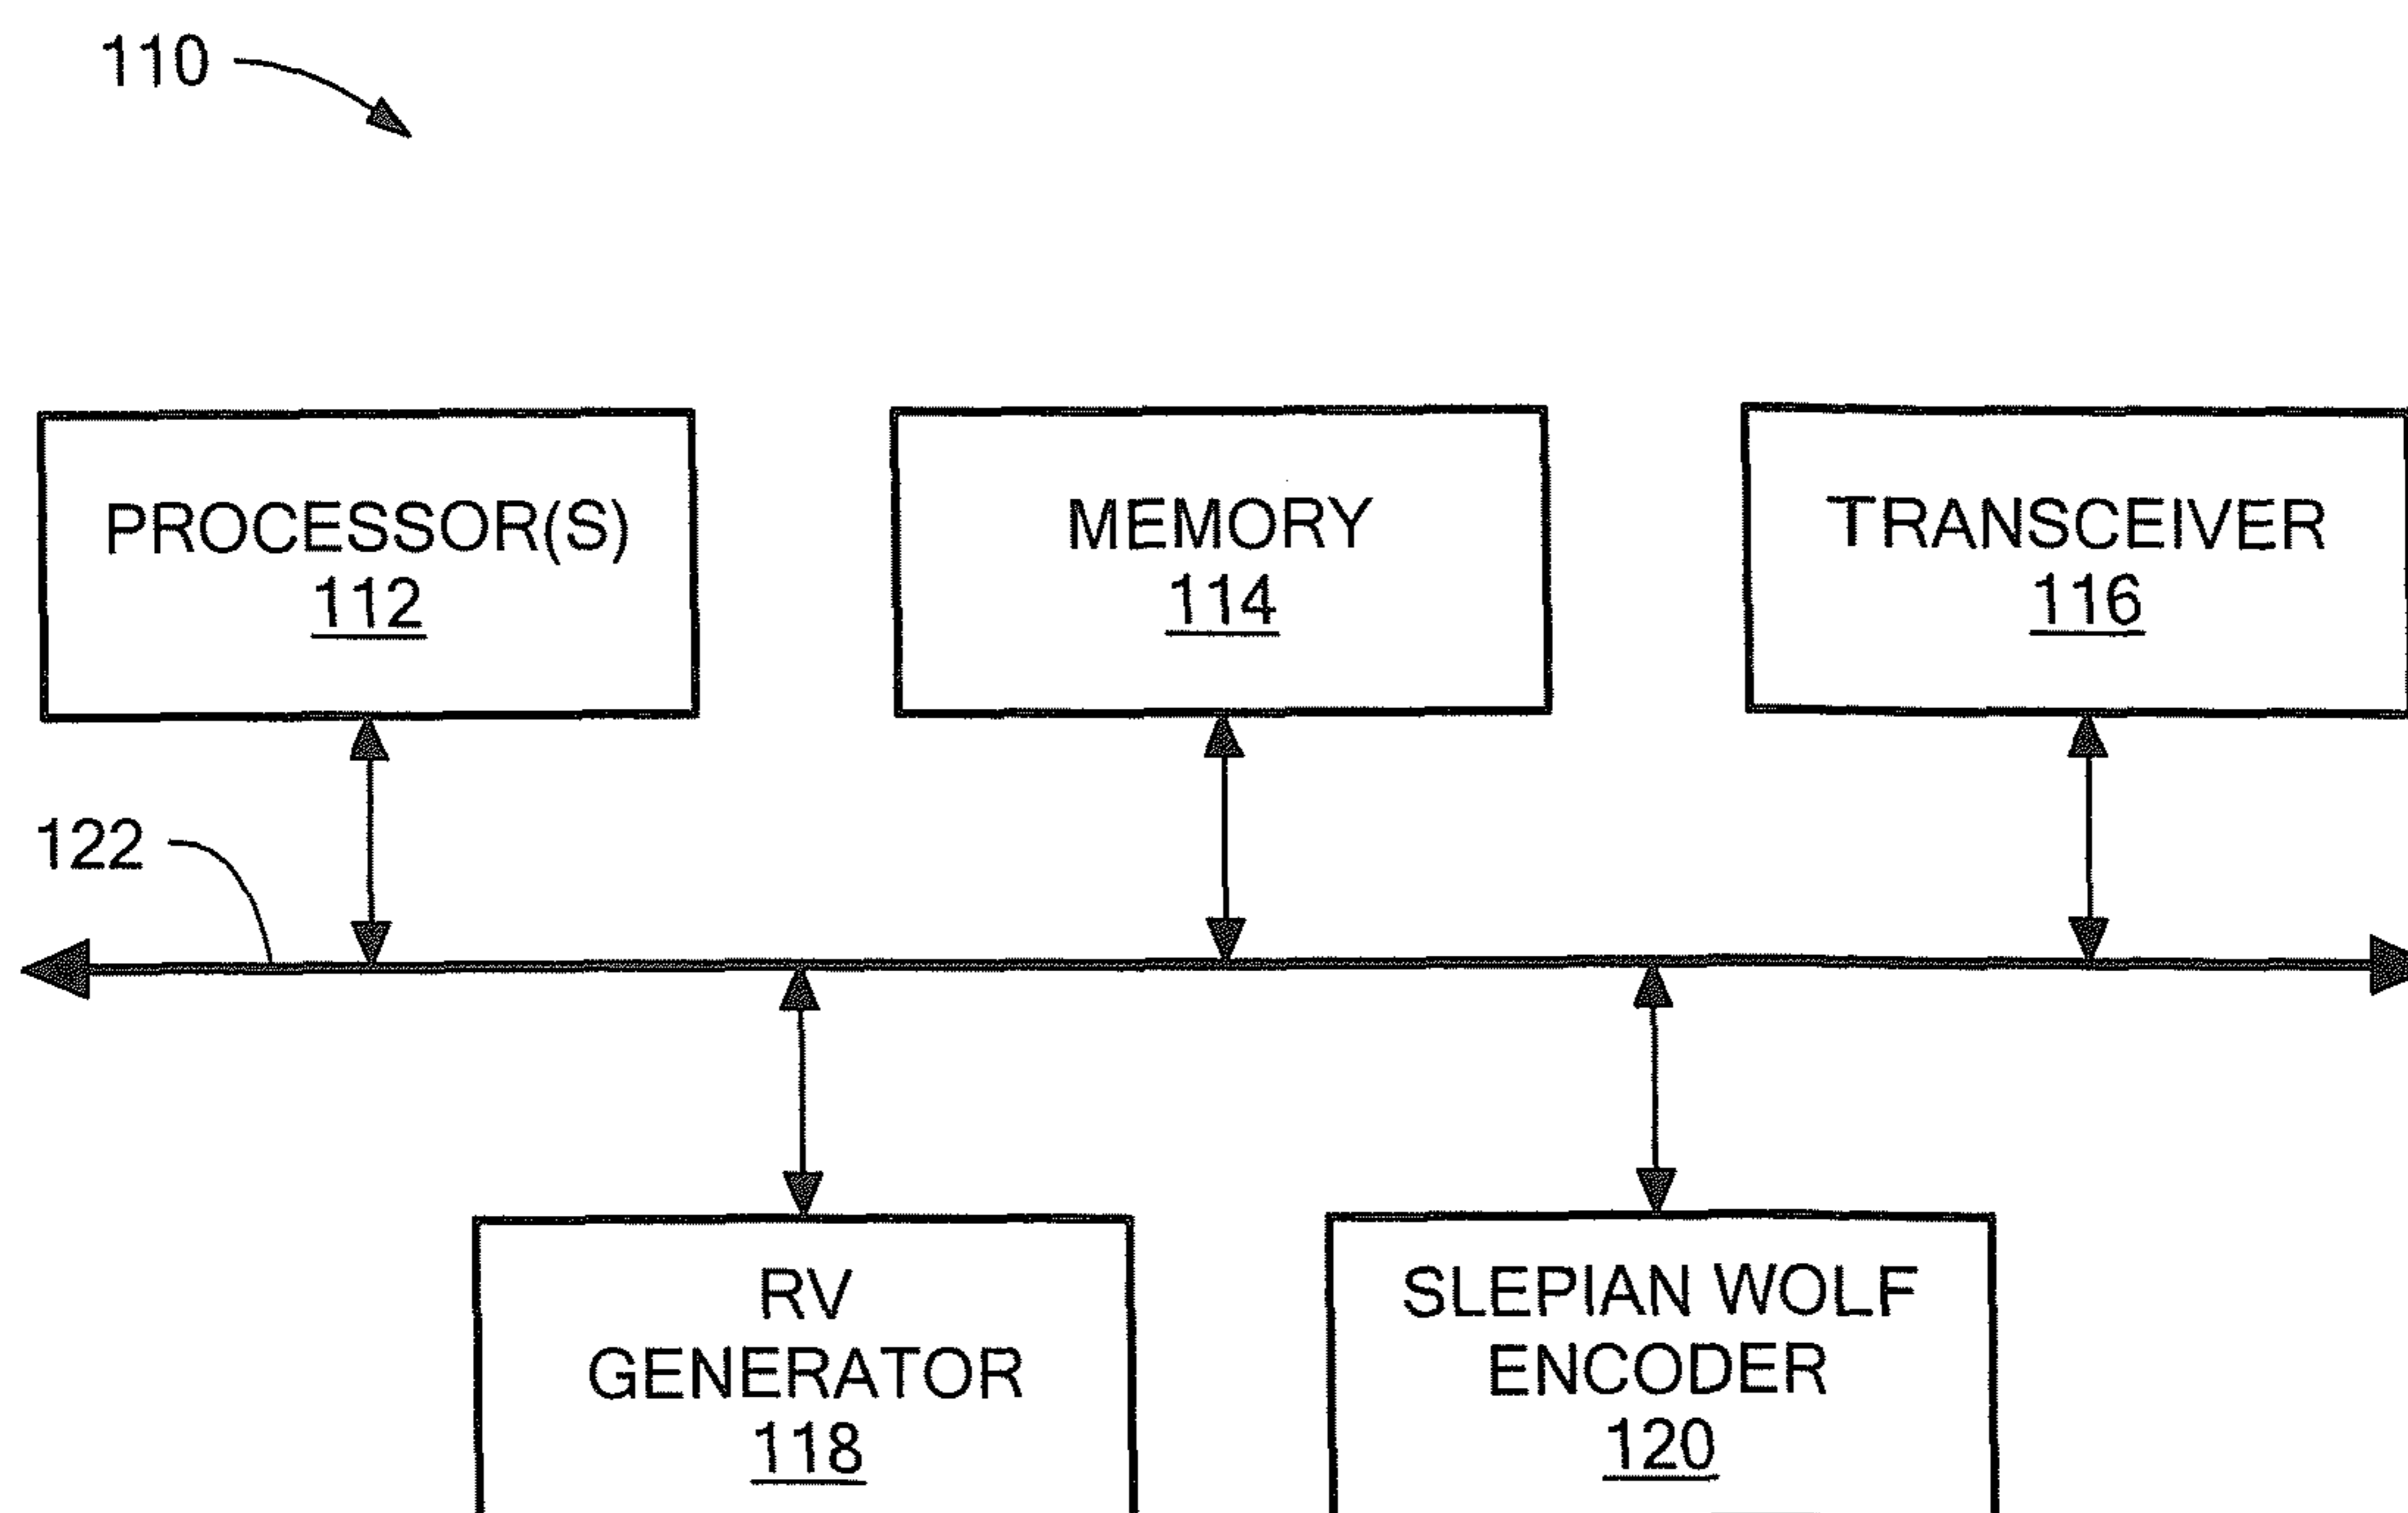 110
PROCESSOR(S)
112
MEMORY
114
TRANSCEIVER
116
122
RV
GENERATOR
118
SLEPIAN WOLF
ENCODER
120